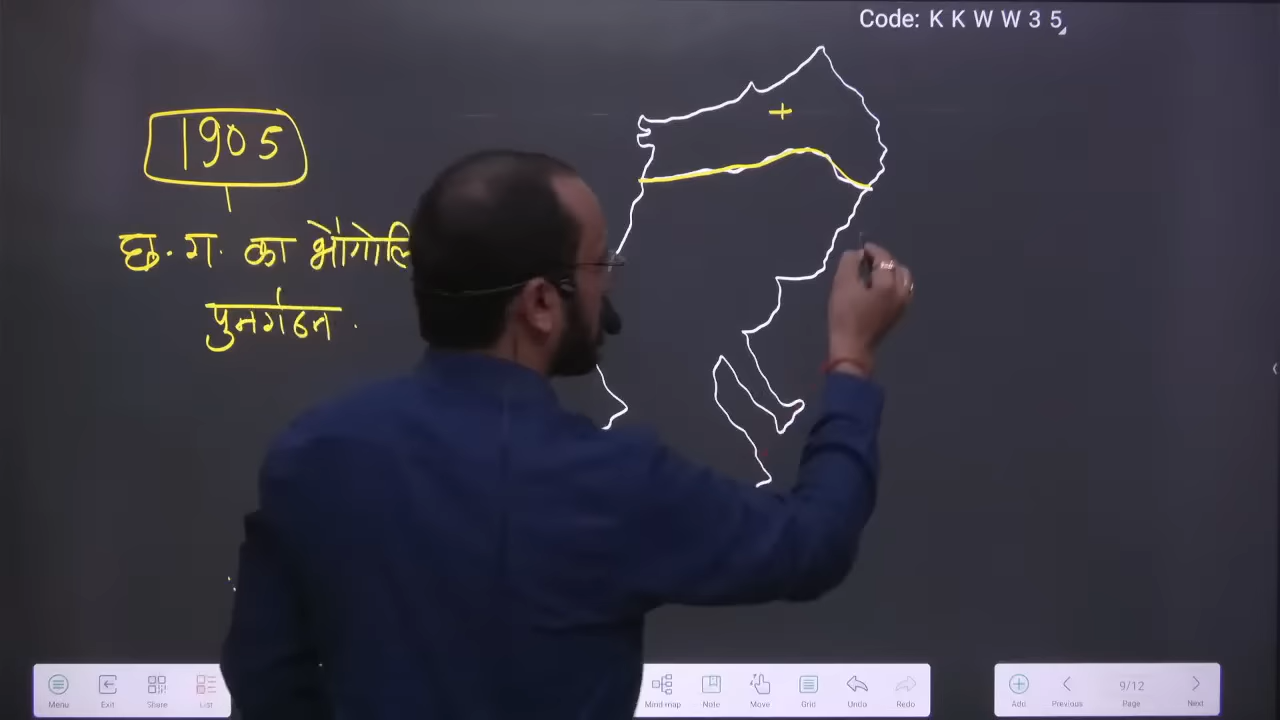 Code: K K W W 3 5
1905
छ. ग. का
पुनर्गठन.
Menu
Exit
Share
List
Mind map
Note
Move
Grid
Undo
Redo
Add
Previous
9/12
Page
Next